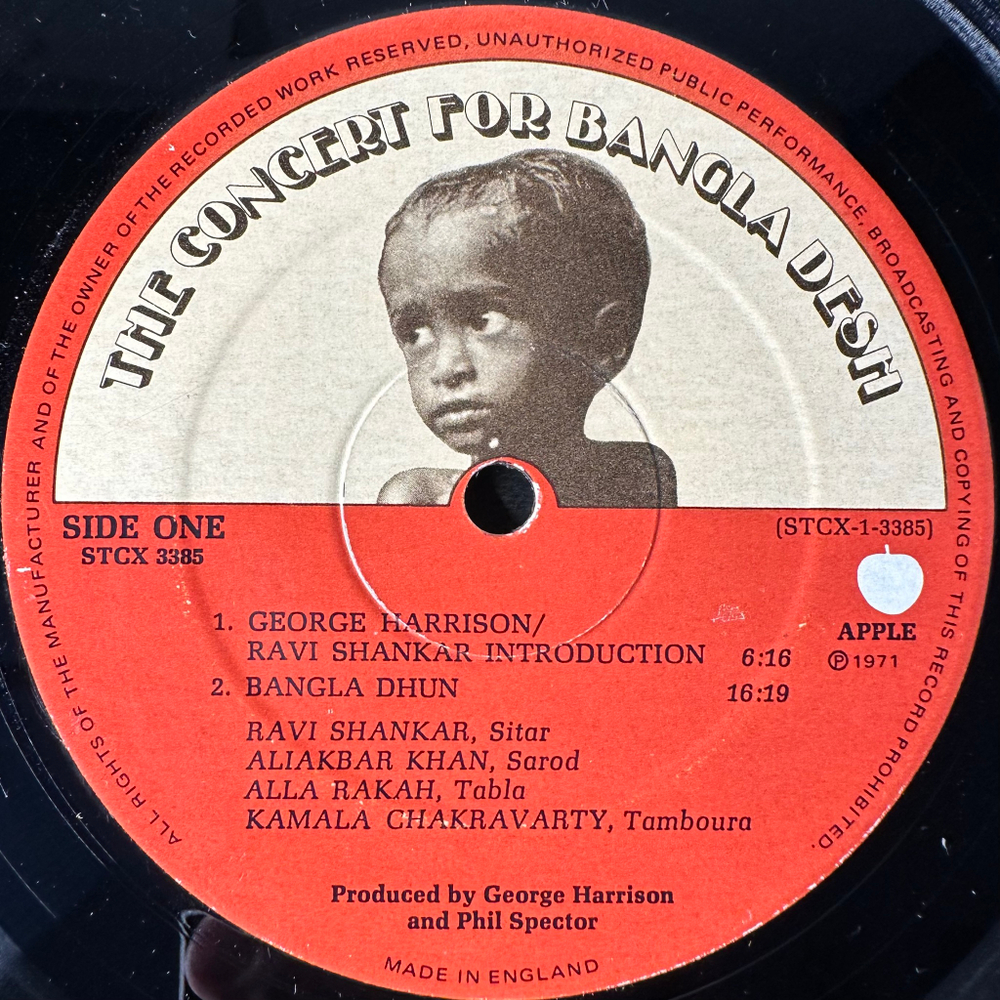 ALL RIGHTS OF THE MANUFACTURER AND OF THE OWNER OF THE RECORDED WORK RESERVED, UNAUTHORIZED PUBLIC PERFORMANCE, BROADCASTING AND COPYING OF THIS RECORD PROHIBITED.
THE CONCERT FOR BANGLA DESH
SIDE ONE
STCX 3385
(STCX-1-3385)
APPLE
Ⓟ1971
1. GEORGE HARRISON/
RAVI SHANKAR INTRODUCTION 6:16
2. BANGLA DHUN 16:19
RAVI SHANKAR, Sitar
ALIAKBAR KHAN, Sarod
ALLA RAKAH, Tabla
KAMALA CHAKRAVARTY, Tamboura
Produced by George Harrison
and Phil Spector
MADE IN ENGLAND